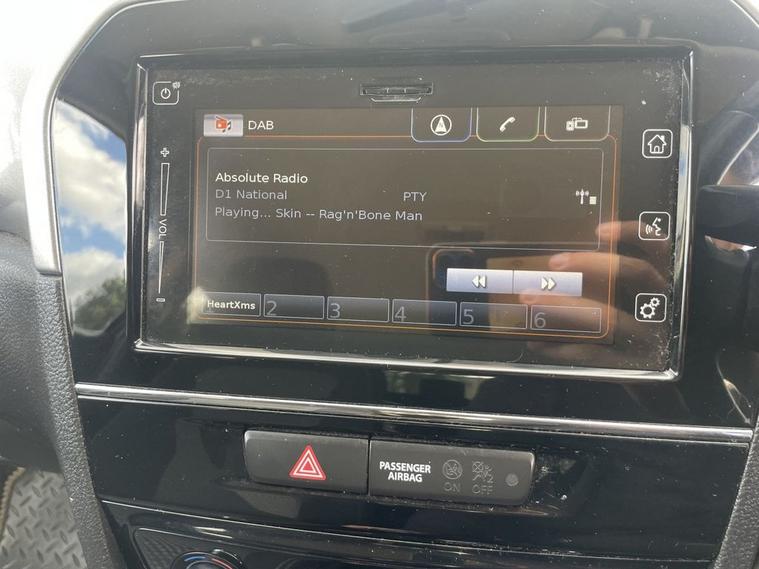 DAB
Absolute Radio
D1 National PTY
Playing... Skin -- Rag'n'Bone Man
+
VOL
-
HeartXms 2 3 4 5 6
PASSENGER
AIRBAG
ON OFF